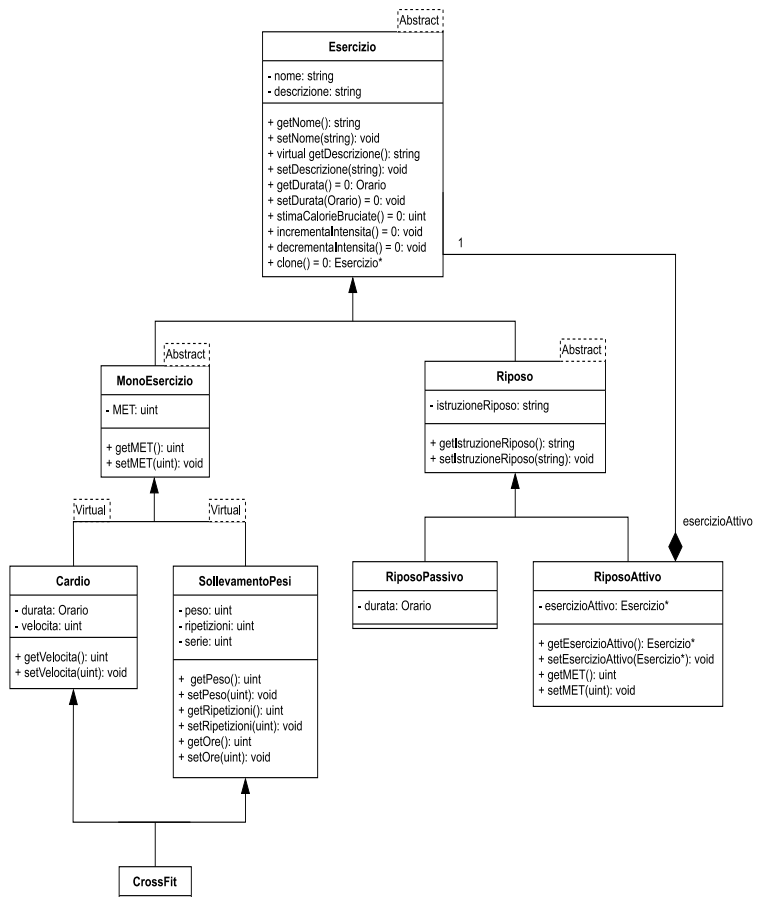 Abstract
Esercizio
- nome: string
- descrizione: string
+ getNome(): string
+ setNome(string): void
+ virtual getDescrizione(): string
+ setDescrizione(string): void
+ getDurata() = 0: Orario
+ setDurata(Orario) = 0: void
+ stimaCalorieBruciate() = 0: uint
+ incrementaIntensita() = 0: void
+ decrementaIntensita() = 0: void
+ clone() = 0: Esercizio*
1
Abstract
MonoEsercizio
- MET: uint
+ getMET(): uint
+ setMET(uint): void
Abstract
Riposo
- istruzioneRiposo: string
+ getIstruzioneRiposo(): string
+ setIstruzioneRiposo(string): void
Virtual
Virtual
esercizioAttivo
Cardio
- durata: Orario
- velocita: uint
+ getVelocita(): uint
+ setVelocita(uint): void
SollevamentoPesi
- peso: uint
- ripetizioni: uint
- serie: uint
+ getPeso(): uint
+ setPeso(uint): void
+ getRipetizioni(): uint
+ setRipetizioni(uint): void
+ getOre(): uint
+ setOre(uint): void
RiposoPassivo
- durata: Orario
RiposoAttivo
- esercizioAttivo: Esercizio*
+ getEsercizioAttivo(): Esercizio*
+ setEsercizioAttivo(Esercizio*): void
+ getMET(): uint
+ setMET(uint): void
CrossFit